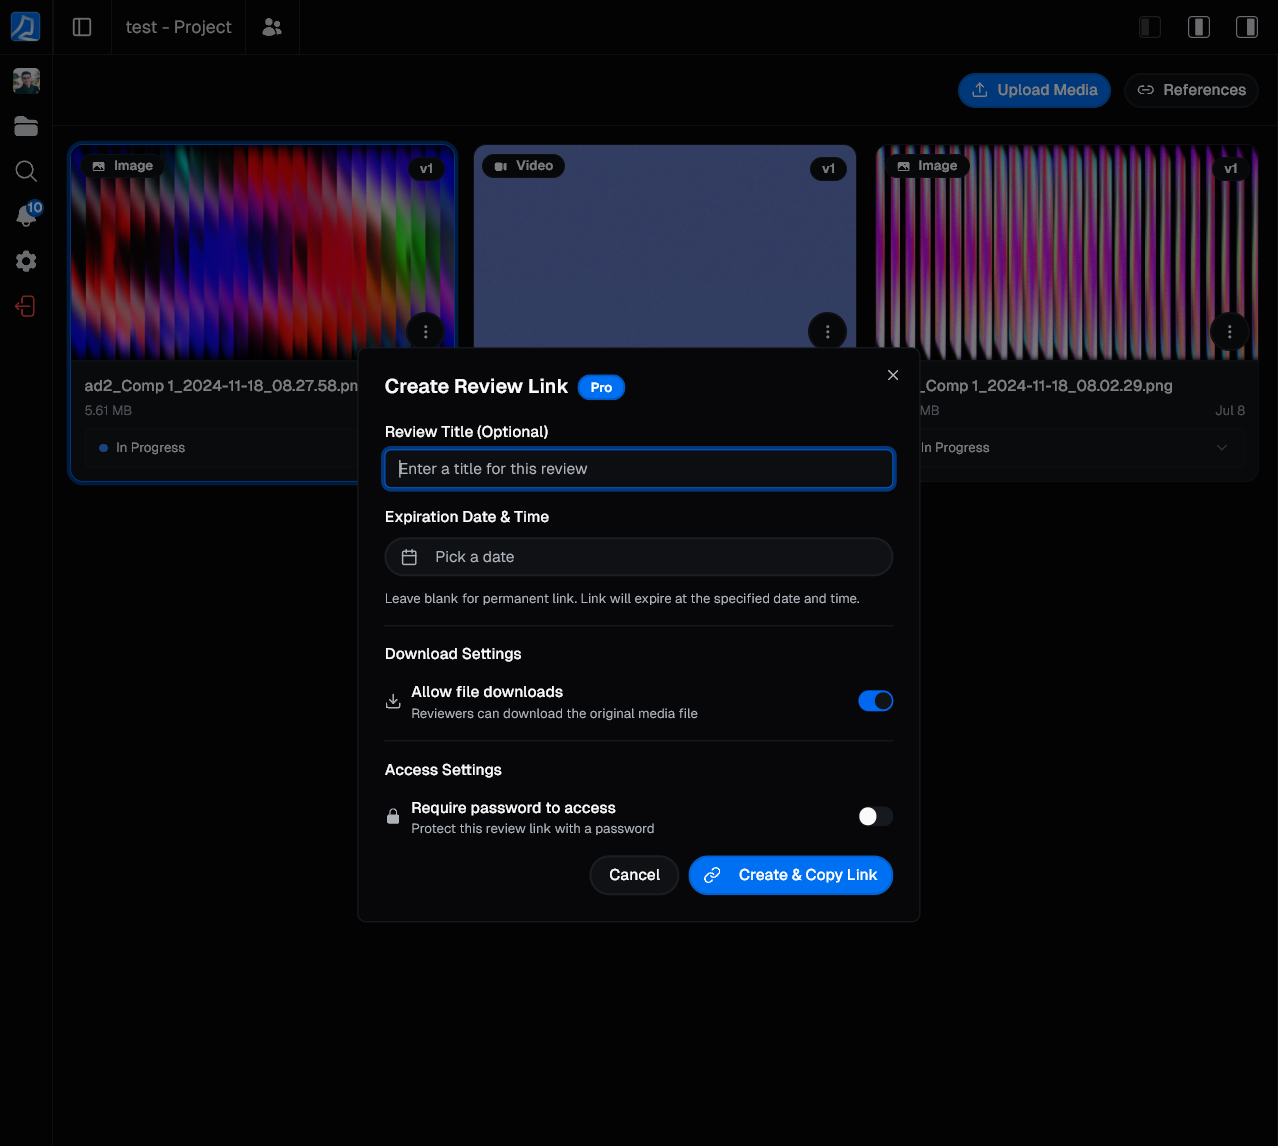 test - Project
Upload Media
References
10
Image
v1
Video
v1
Image
v1
ad2_Comp 1_2024-11-18_08.27.58.pn
5.61 MB
In Progress
_Comp 1_2024-11-18_08.02.29.png
MB
Jul 8
In Progress
Create Review Link
Pro
Review Title (Optional)
Enter a title for this review
Expiration Date & Time
Pick a date
Leave blank for permanent link. Link will expire at the specified date and time.
Download Settings
Allow file downloads
Reviewers can download the original media file
Access Settings
Require password to access
Protect this review link with a password
Cancel
Create & Copy Link